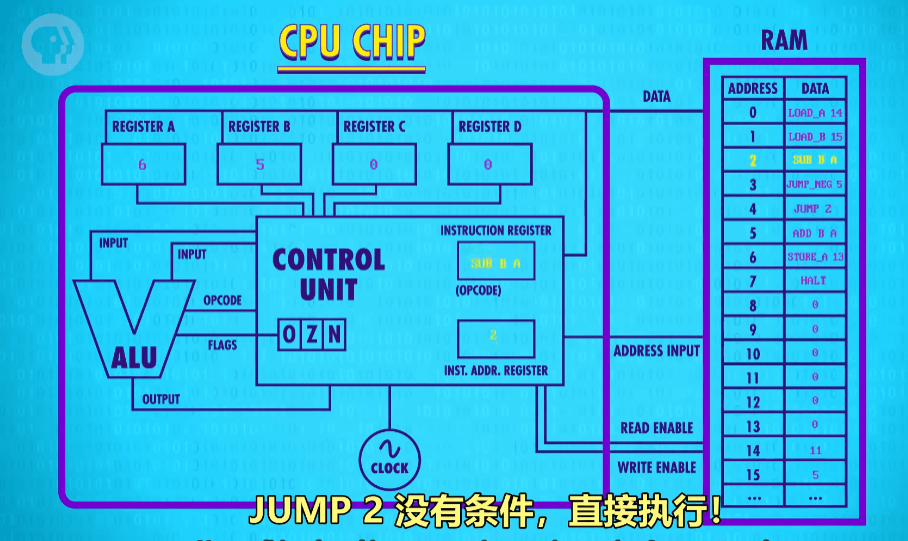 CPU CHIP
RAM
DATA
REGISTER A
REGISTER B
REGISTER C
REGISTER D
6
5
0
0
INPUT
INPUT
CONTROL
UNIT
INSTRUCTION REGISTER
SUB B A
(OPCODE)
OPCODE
O Z N
2
FLAGS
ALU
INST. ADDR. REGISTER
ADDRESS INPUT
OUTPUT
READ ENABLE
WRITE ENABLE
CLOCK
ADDRESS DATA
0 LOAD_A 14
1 LOAD_B 15
2 SUB B A
3 JUMP_NEG 5
4 JUMP 2
5 ADD B A
6 STORE_A 13
7 HALT
8 0
9 0
10 0
11 0
12 0
13 0
14 11
15 5
... ...
JUMP 2 没有条件，直接执行！